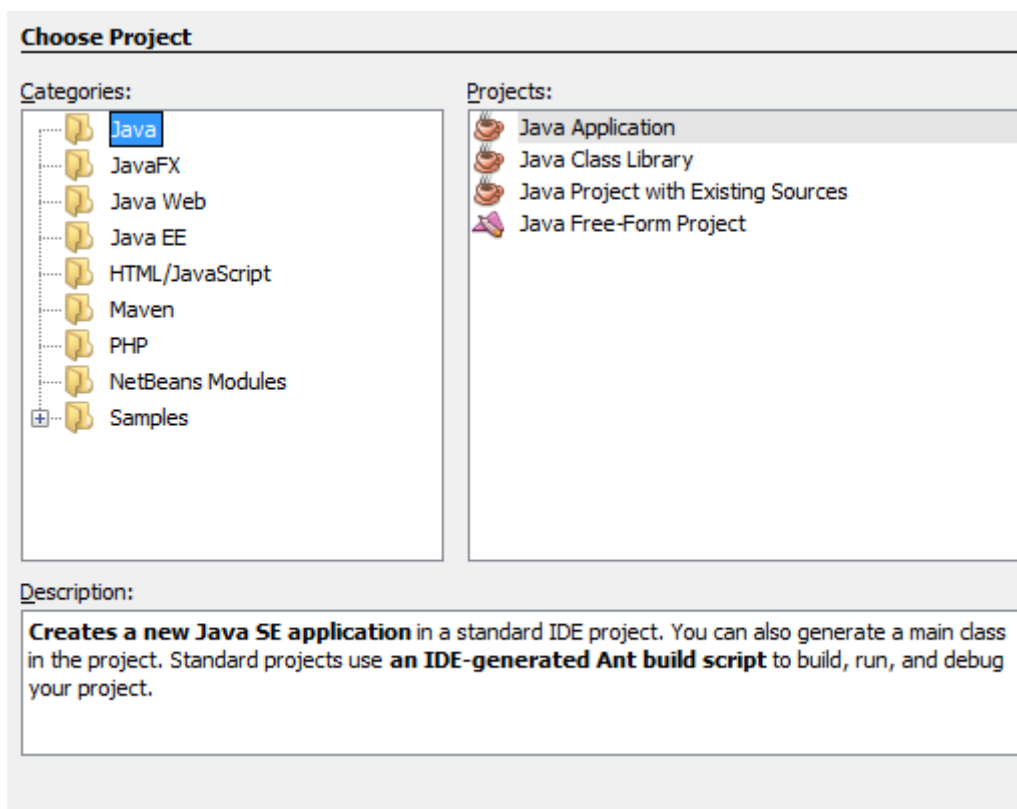 Choose Project
Categories:
Java
JavaFX
Java Web
Java EE
HTML/JavaScript
Maven
PHP
NetBeans Modules
Samples
Projects:
Java Application
Java Class Library
Java Project with Existing Sources
Java Free-Form Project
Description:
Creates a new Java SE application in a standard IDE project. You can also generate a main class
in the project. Standard projects use an IDE-generated Ant build script to build, run, and debug
your project.